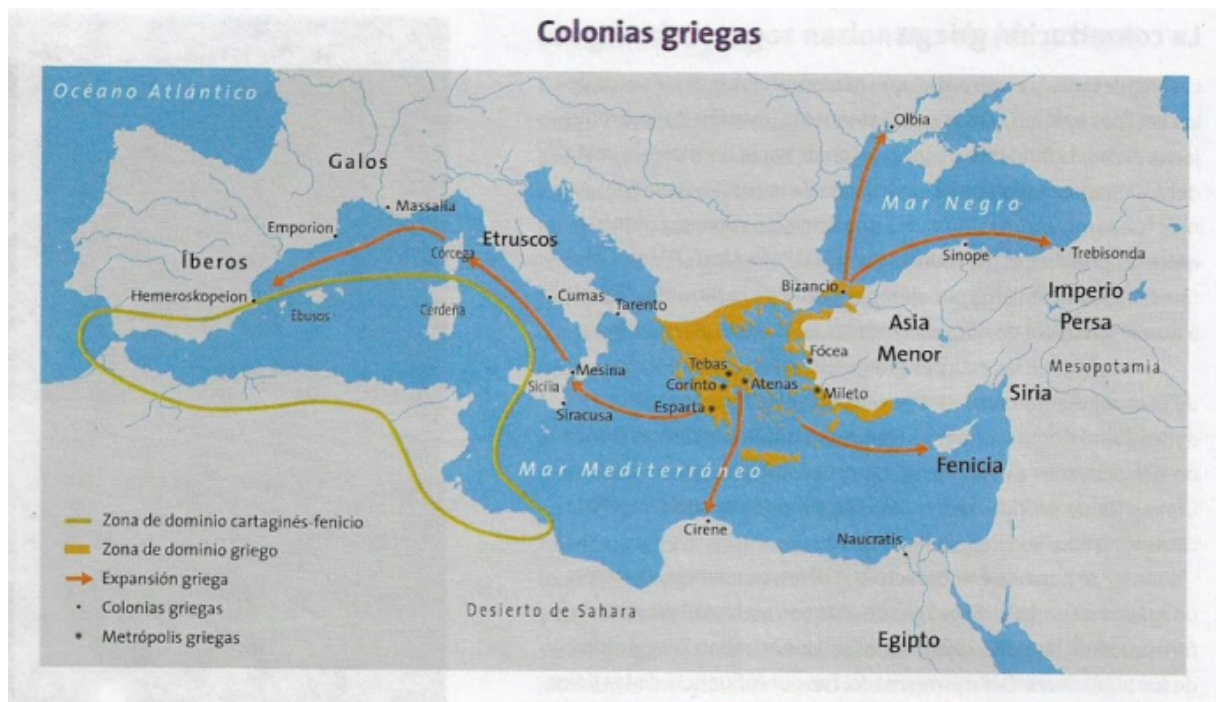 Colonias griegas
Océano Atlántico
Olbia
Galos
Massalia
Mar Negro
Emporion
Etruscos
Córcega
Sinope
Trebisonda
Íberos
Bizancio
Imperio
Persa
Hemeroskopeion
Ebusos
Cerdeña
Cumas
Tarento
Asia
Menor
Fócea
Tebas
Mesopotamia
Mesina
Sicilia
Corinto
Atenas
Mileto
Siria
Esparta
Siracusa
Mar Mediterráneo
Fenicia
Cirene
Naucratis
Zona de dominio cartaginés-fenicio
Zona de dominio griego
Expansión griega
Colonias griegas
Metrópolis griegas
Desierto de Sahara
Egipto